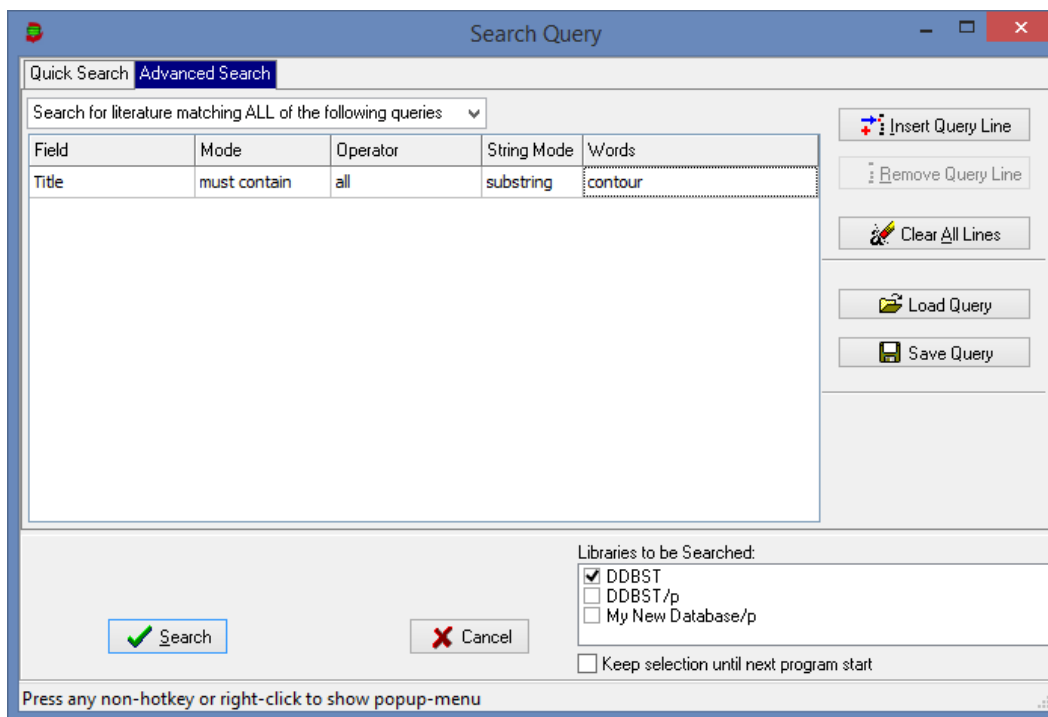 Search Query
Quick Search Advanced Search
Search for literature matching ALL of the following queries
Insert Query Line
Field Mode Operator String Mode Words
Title must contain all substring contour
Remove Query Line
Clear All Lines
Load Query
Save Query
Libraries to be Searched:
DDBST
DDBST/p
My New Database/p
Search Cancel
Keep selection until next program start
Press any non-hotkey or right-click to show popup-menu